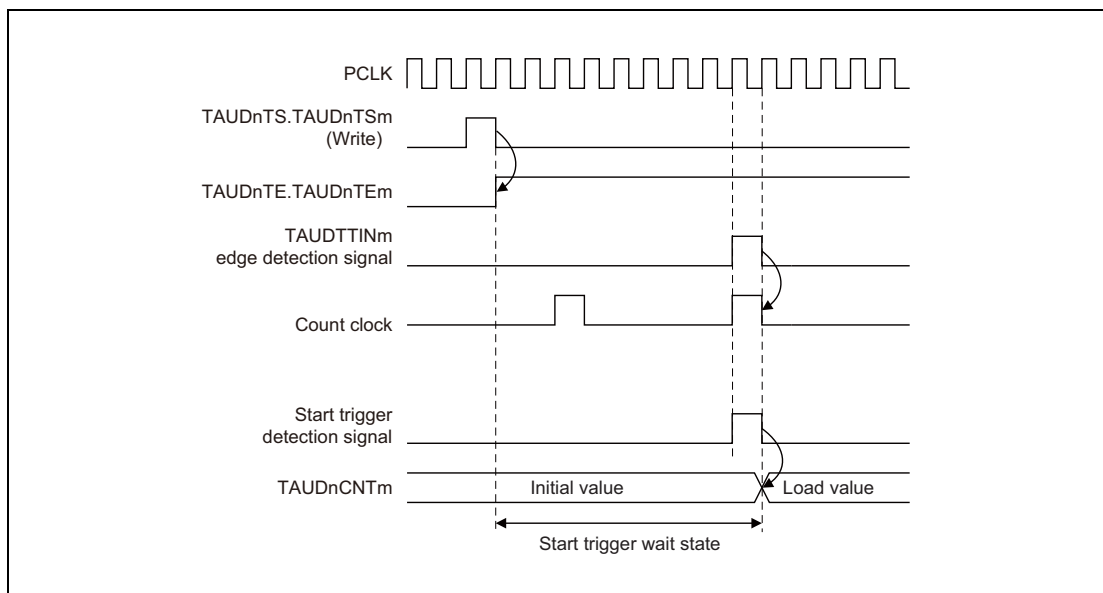 PCLK
TAUDnTS.TAUDnTSm
(Write)
TAUDnTE.TAUDnTEm
TAUDTTINm
edge detection signal
Count clock
Start trigger
detection signal
TAUDnCNTm
Initial value
Load value
Start trigger wait state